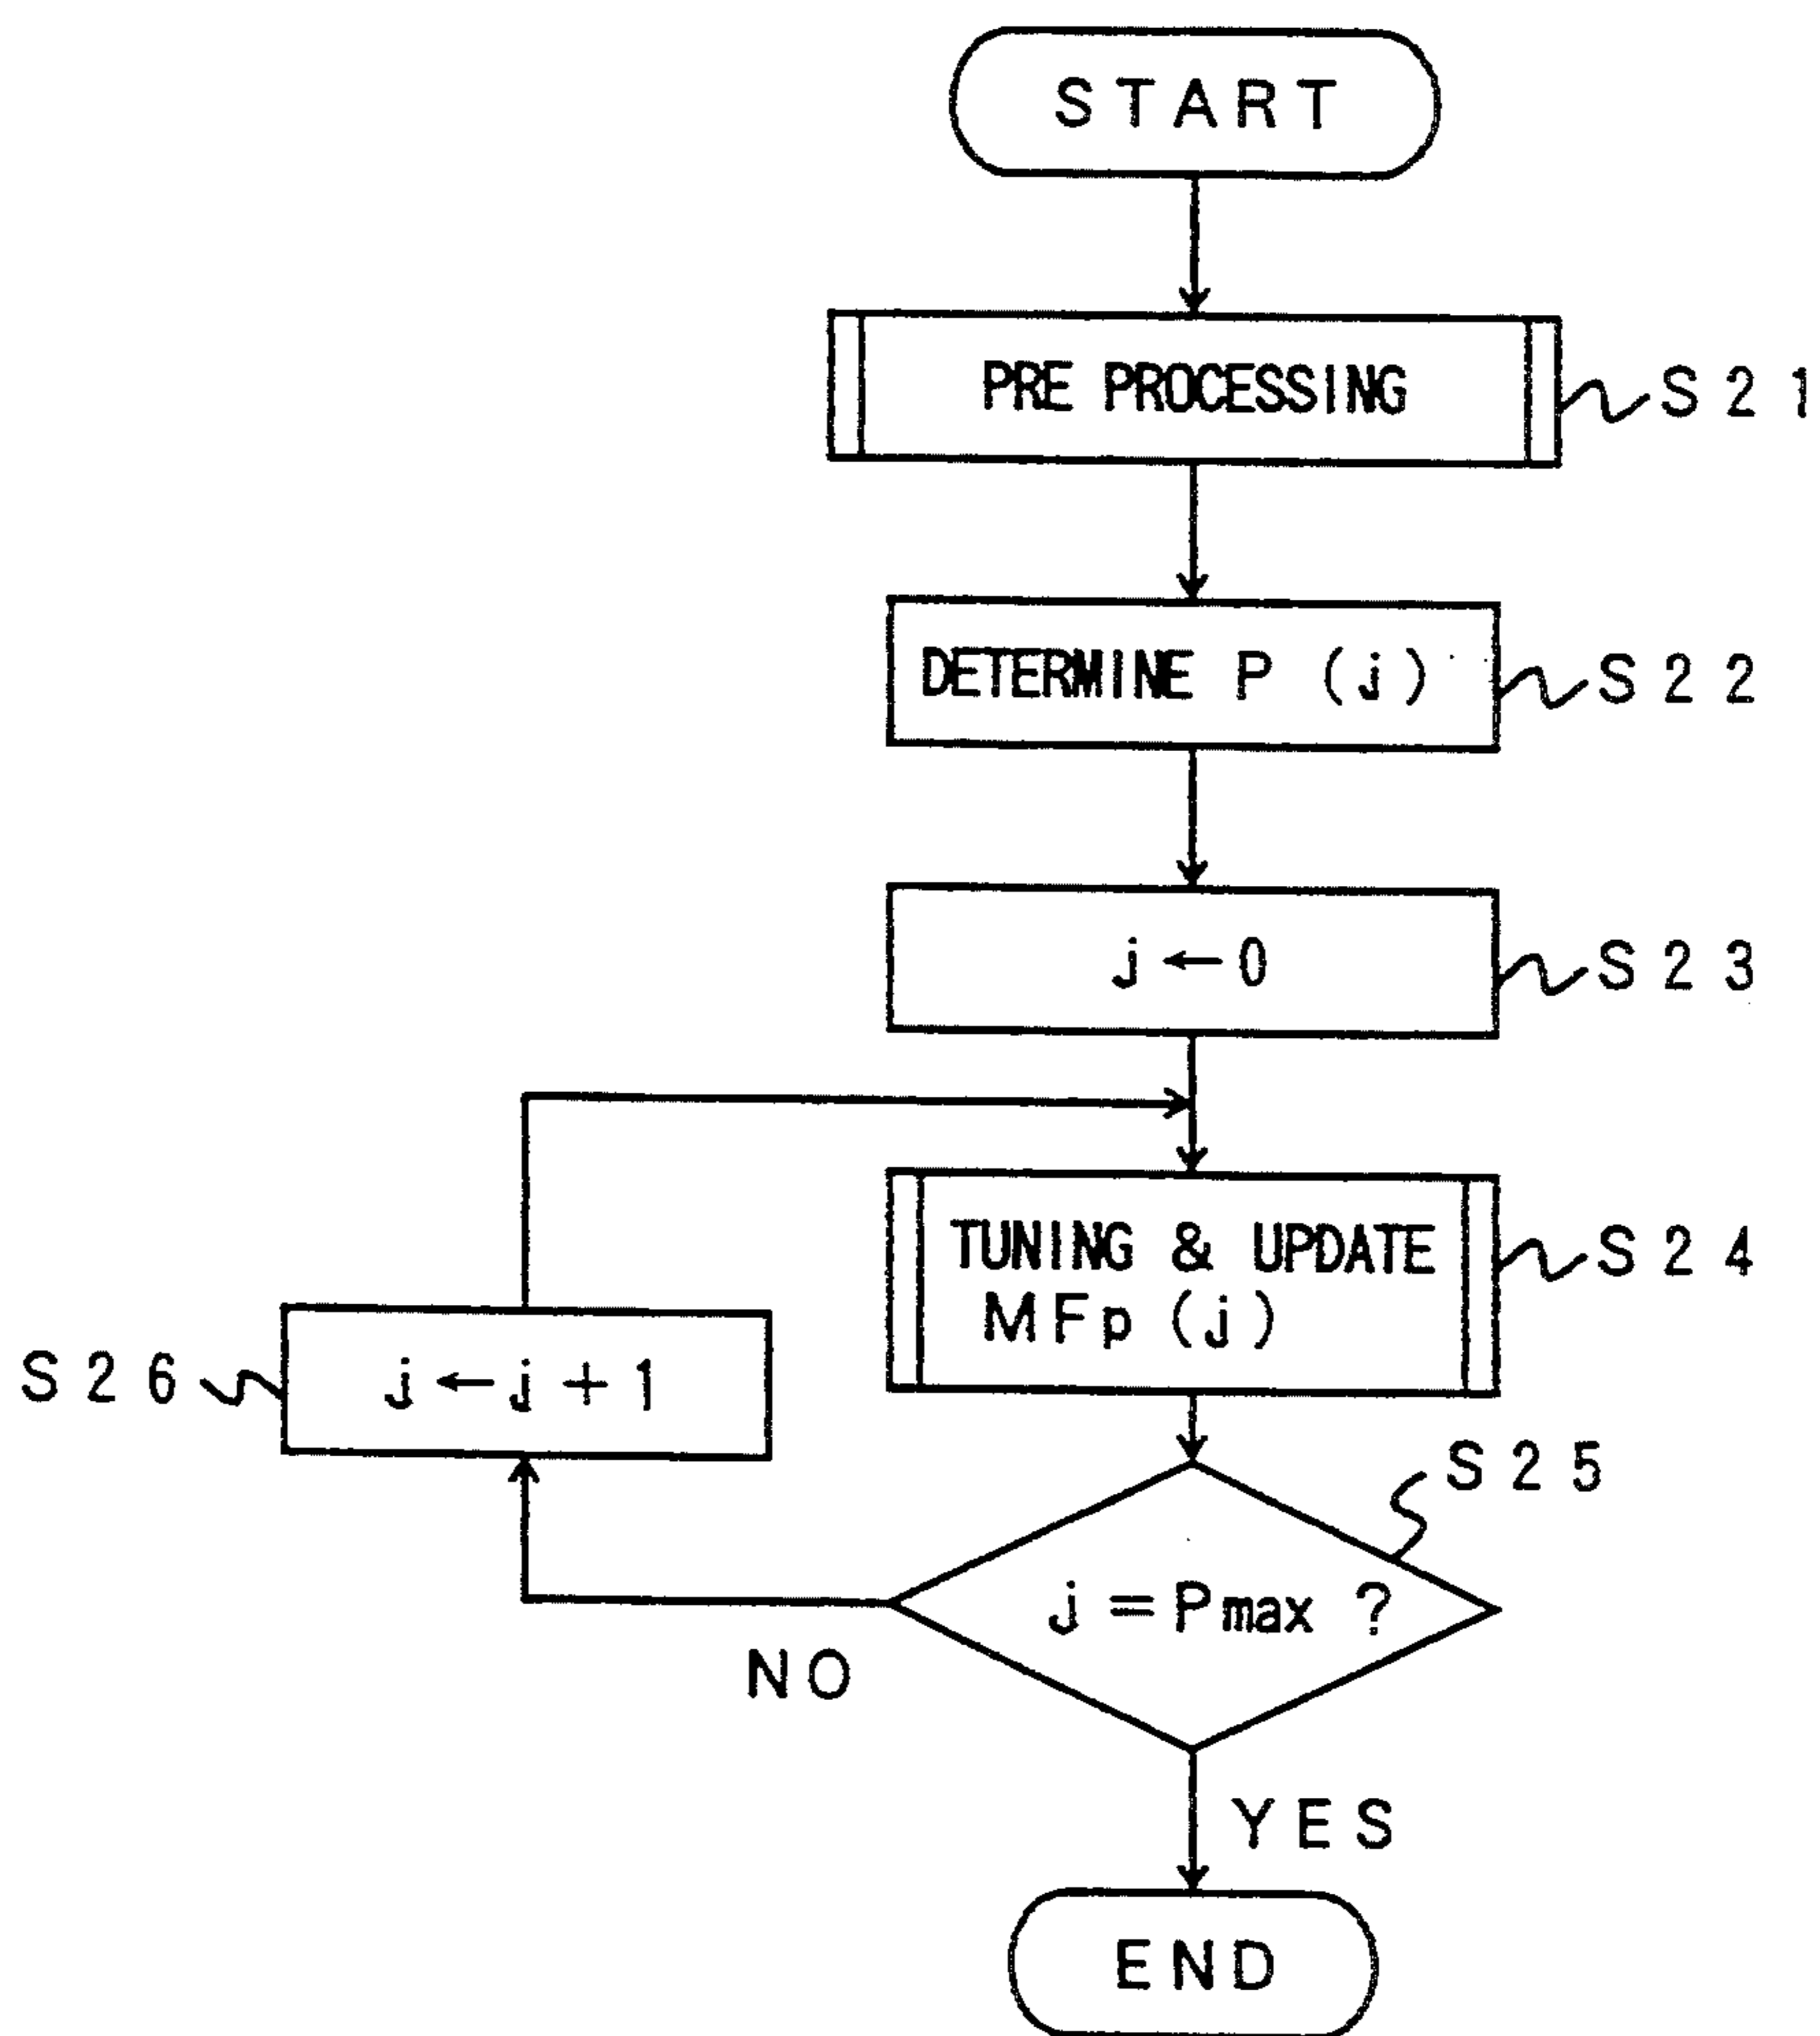 START
PRE PROCESSING
S21
DETERMINE P (j)
S22
j←0
S23
TUNING & UPDATE
MFp (j)
S24
S26
j←j+1
S25
j=Pmax ?
NO
YES
END